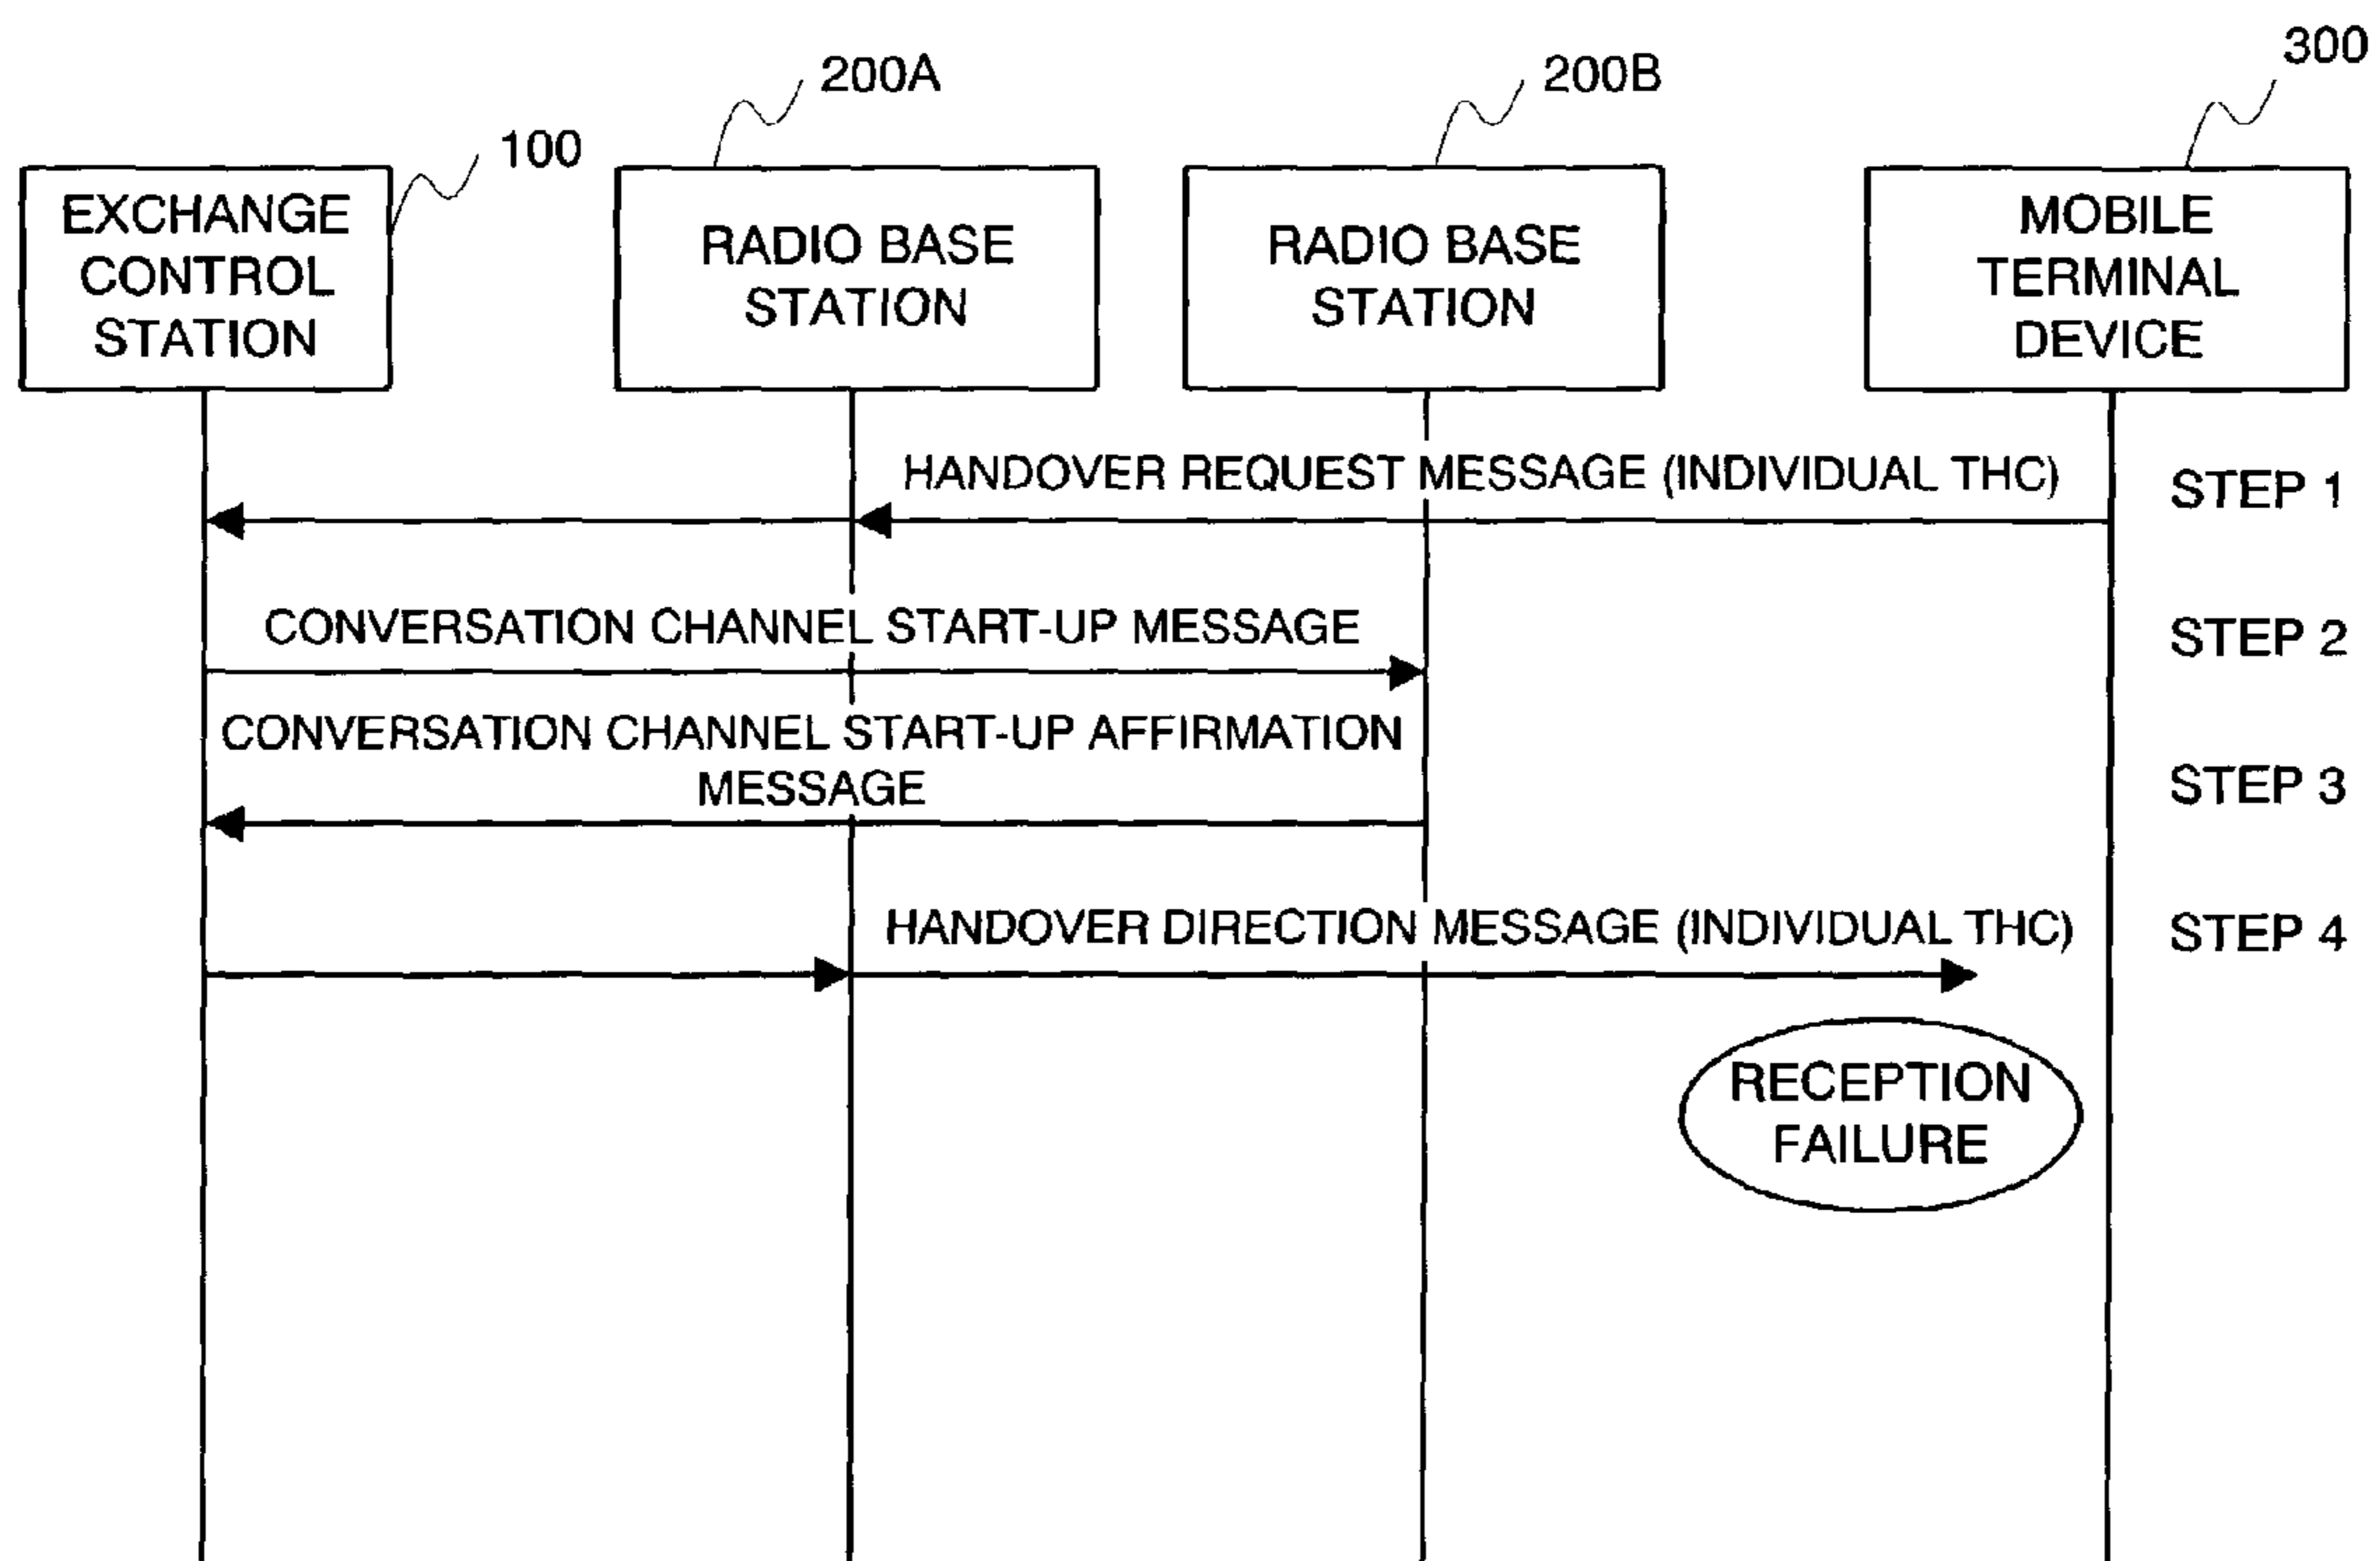 300
200A
200B
100
EXCHANGE
CONTROL
STATION
RADIO BASE
STATION
RADIO BASE
STATION
MOBILE
TERMINAL
DEVICE
HANDOVER REQUEST MESSAGE (INDIVIDUAL THC)
STEP 1
CONVERSATION CHANNEL START-UP MESSAGE
STEP 2
CONVERSATION CHANNEL START-UP AFFIRMATION
MESSAGE
STEP 3
HANDOVER DIRECTION MESSAGE (INDIVIDUAL THC)
STEP 4
RECEPTION
FAILURE